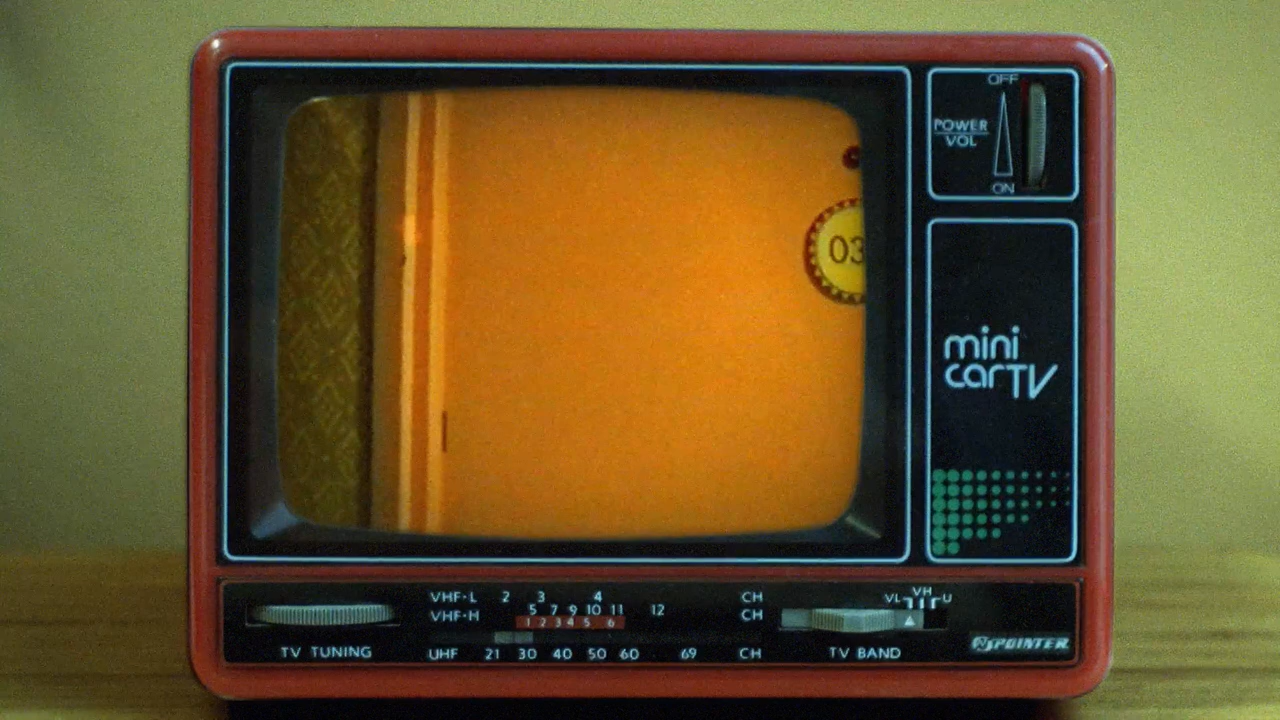 03
OFF
POWER
VOL
ON
mini
carTV
VHF-L 2 3 4 CH
VHF-H 5 7 9 10 11 12 CH
1 2 3 4 5 6
UHF 21 30 40 50 60 69 CH
TV TUNING
VL VH U
TV BAND
SPOINTER